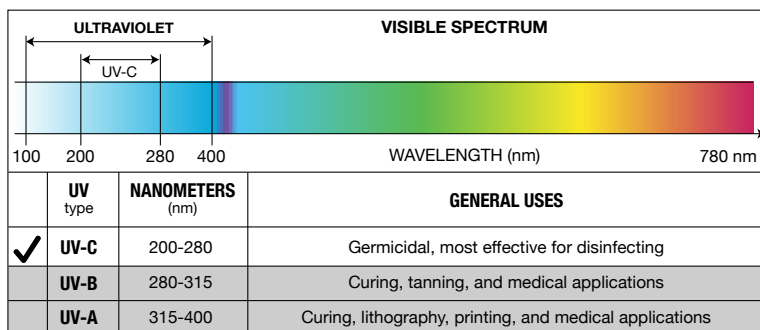 ULTRAVIOLET
VISIBLE SPECTRUM
UV-C
100 200 280 400 WAVELENGTH (nm) 780 nm
UV type NANOMETERS (nm) GENERAL USES
UV-C 200-280 Germicidal, most effective for disinfecting
UV-B 280-315 Curing, tanning, and medical applications
UV-A 315-400 Curing, lithography, printing, and medical applications